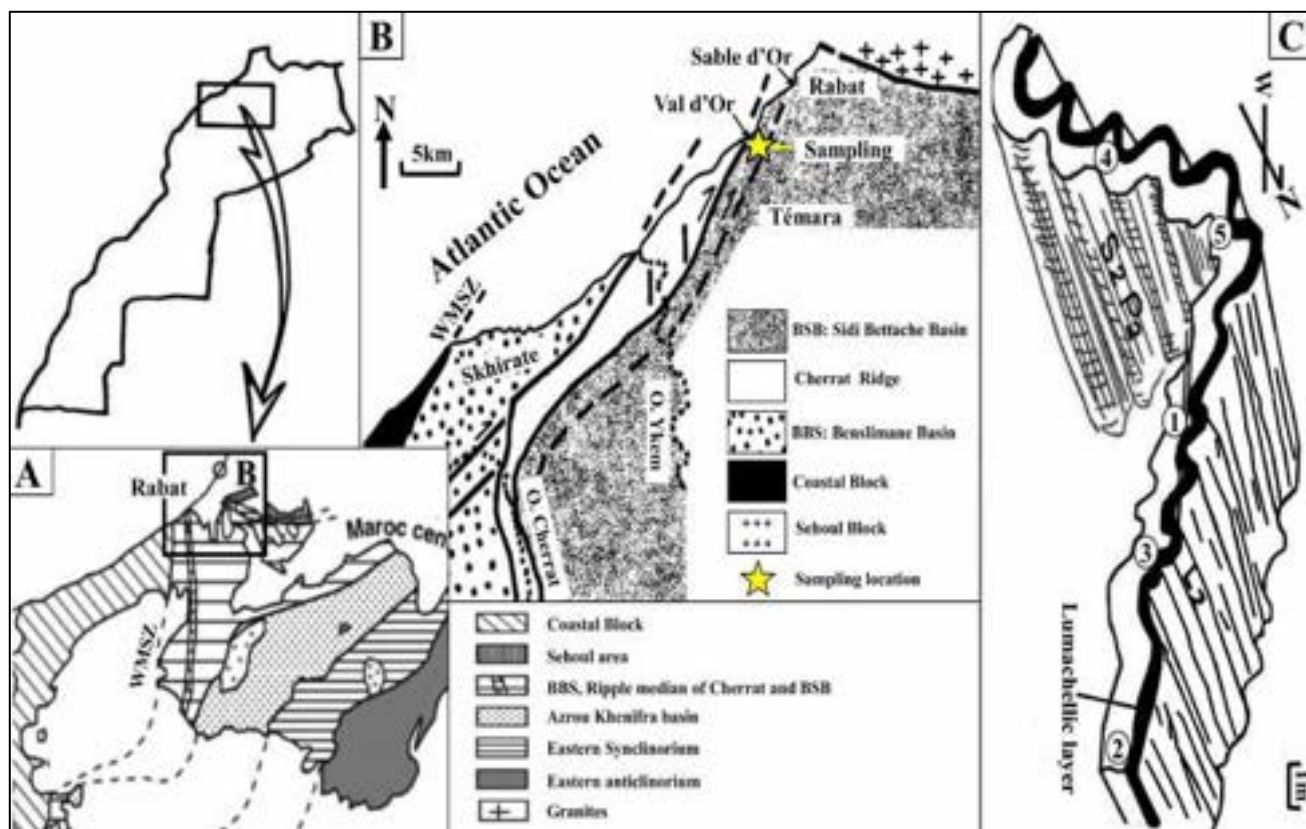 B
C
N
5km
Sable d'Or
Val d'Or
Rabat
Sampling
Témara
Atlantic Ocean
WMSZ
Skhirate
O. Ykem
O. Cherrat
BSB: Sidi Bettache Basin
Cherrat Ridge
BBS: Benslimane Basin
Coastal Block
Sehoul Block
Sampling location
A
B
Rabat
Maroc cen
WMSZ
Coastal Block
Sehoul area
BBS, Ripple median of Cherrat and BSB
Azrou Khenifra basin
Eastern Synclinorium
Eastern anticlinorium
Granites
W
N
4
5
S2
1
3
2
Lumachellic layer
1m